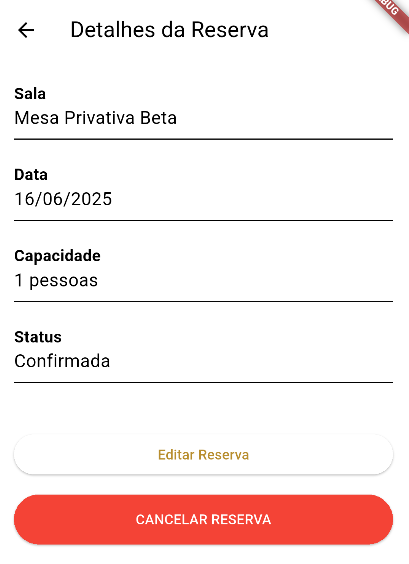 Detalhes da Reserva
Sala
Mesa Privativa Beta
Data
16/06/2025
Capacidade
1 pessoas
Status
Confirmada
Editar Reserva
CANCELAR RESERVA